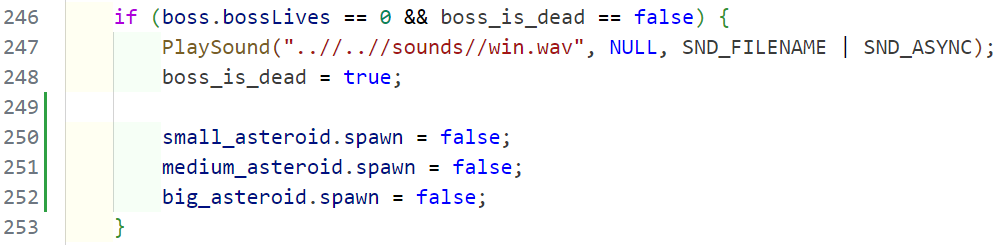 246 if (boss.bossLives == 0 && boss_is_dead == false) {
247 PlaySound("..//..//sounds//win.wav", NULL, SND_FILENAME | SND_ASYNC);
248 boss_is_dead = true;
249
250 small_asteroid.spawn = false;
251 medium_asteroid.spawn = false;
252 big_asteroid.spawn = false;
253 }